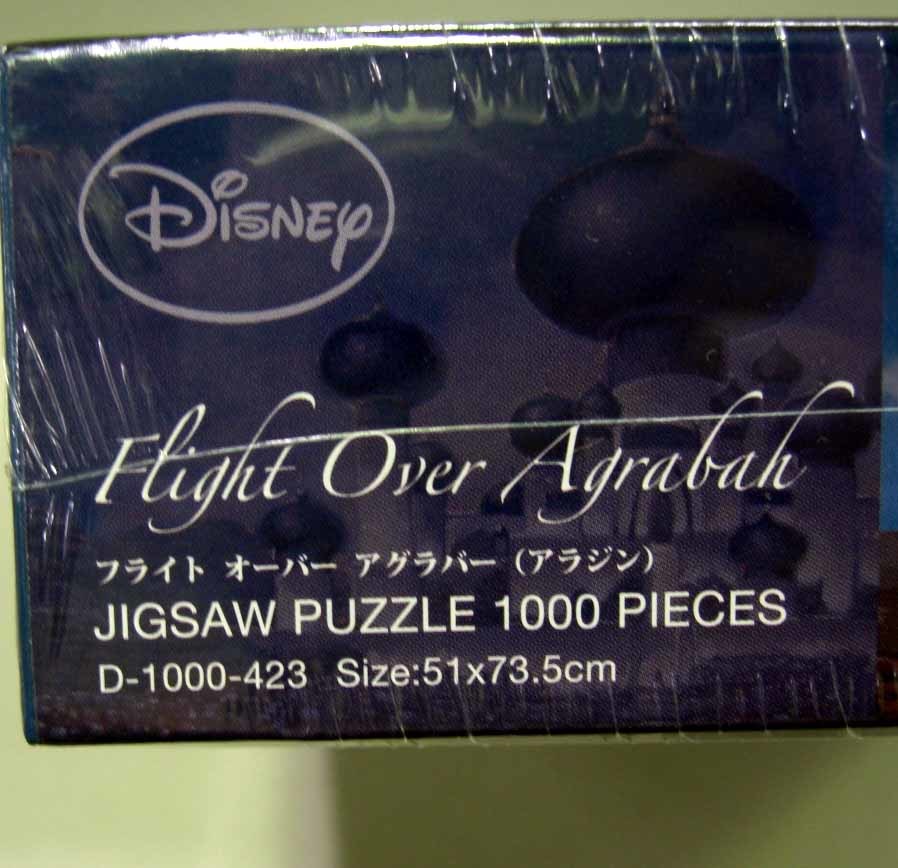 Disney
Flight Over Agrabah
フライト オーバー アグラバー（アラジン）
JIGSAW PUZZLE 1000 PIECES
D-1000-423 Size:51x73.5cm